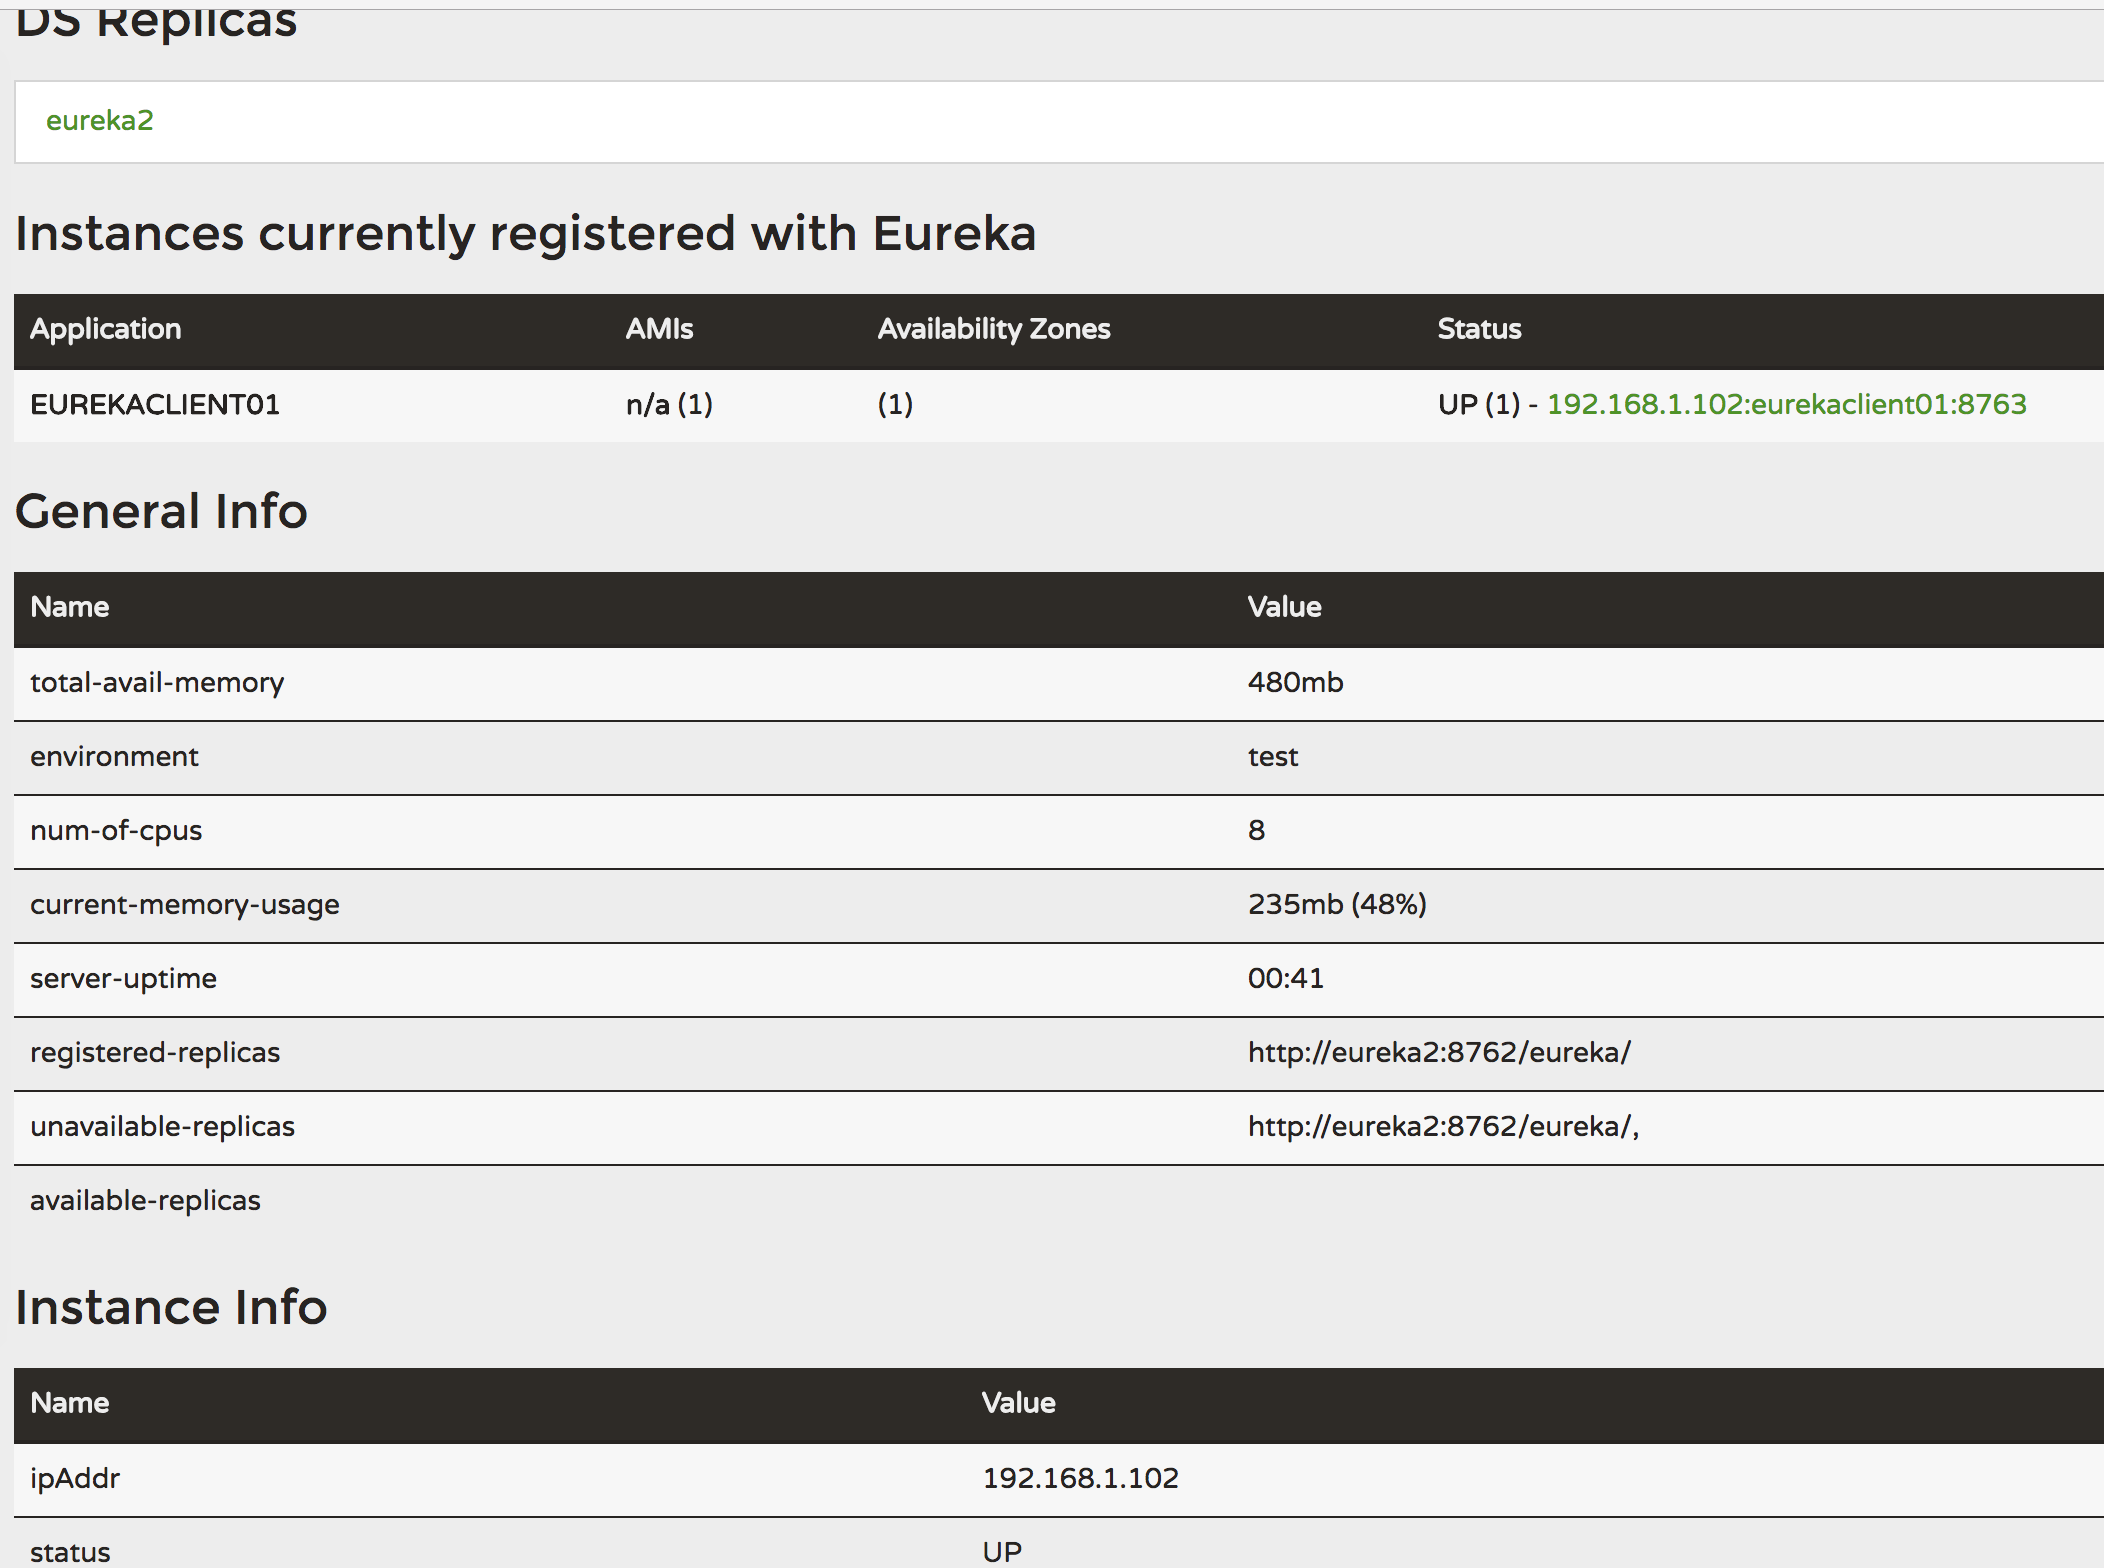 DS Replicas
eureka2
Instances currently registered with Eureka
Application AMIs Availability Zones Status
EUREKACLIENT01 n/a (1) (1) UP (1) - 192.168.1.102:eurekaclient01:8763
General Info
Name Value
total-avail-memory 480mb
environment test
num-of-cpus 8
current-memory-usage 235mb (48%)
server-uptime 00:41
registered-replicas http://eureka2:8762/eureka/
unavailable-replicas http://eureka2:8762/eureka/,
available-replicas
Instance Info
Name Value
ipAddr 192.168.1.102
status UP